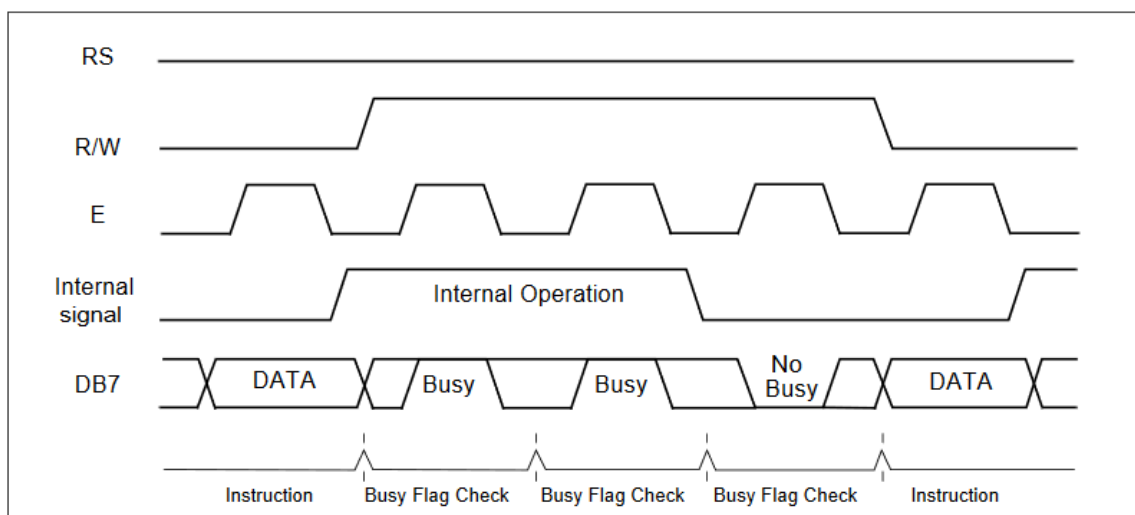 RS
R/W
E
Internal
signal
Internal Operation
DB7
DATA
Busy
Busy
No
Busy
DATA
Instruction
Busy Flag Check
Busy Flag Check
Busy Flag Check
Instruction